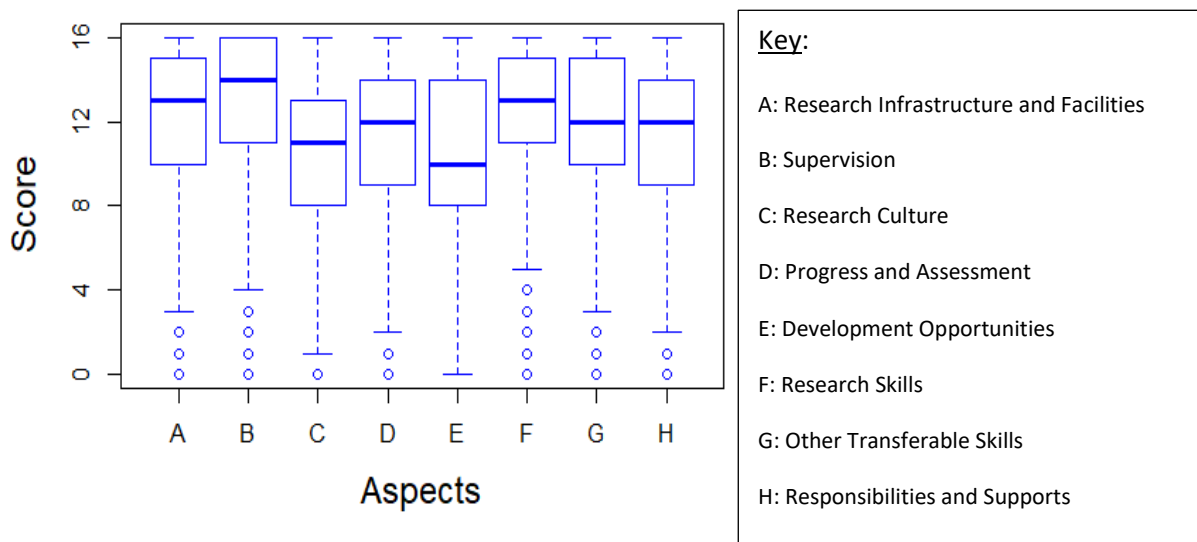 16
12
8
4
0
Score
A B C D E F G H
Aspects
Key:
A: Research Infrastructure and Facilities
B: Supervision
C: Research Culture
D: Progress and Assessment
E: Development Opportunities
F: Research Skills
G: Other Transferable Skills
H: Responsibilities and Supports